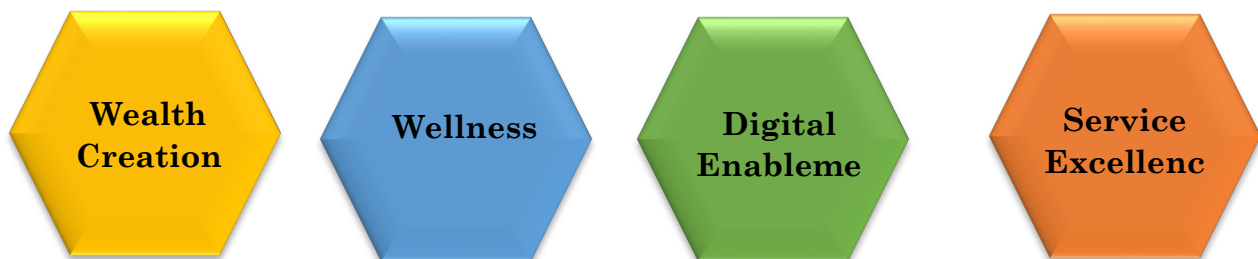 Wealth
Creation
Wellness
Digital
Enableme
Service
Excellenc